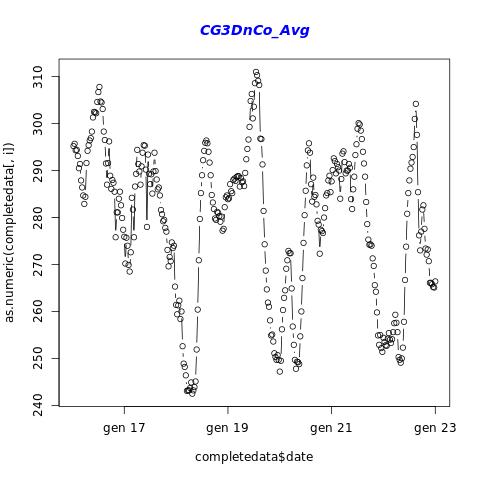 CG3DnCo_Avg
as.numeric(completedata[, i])
310
300
290
280
270
260
250
240
gen 17
gen 19
gen 21
gen 23
completedata$date